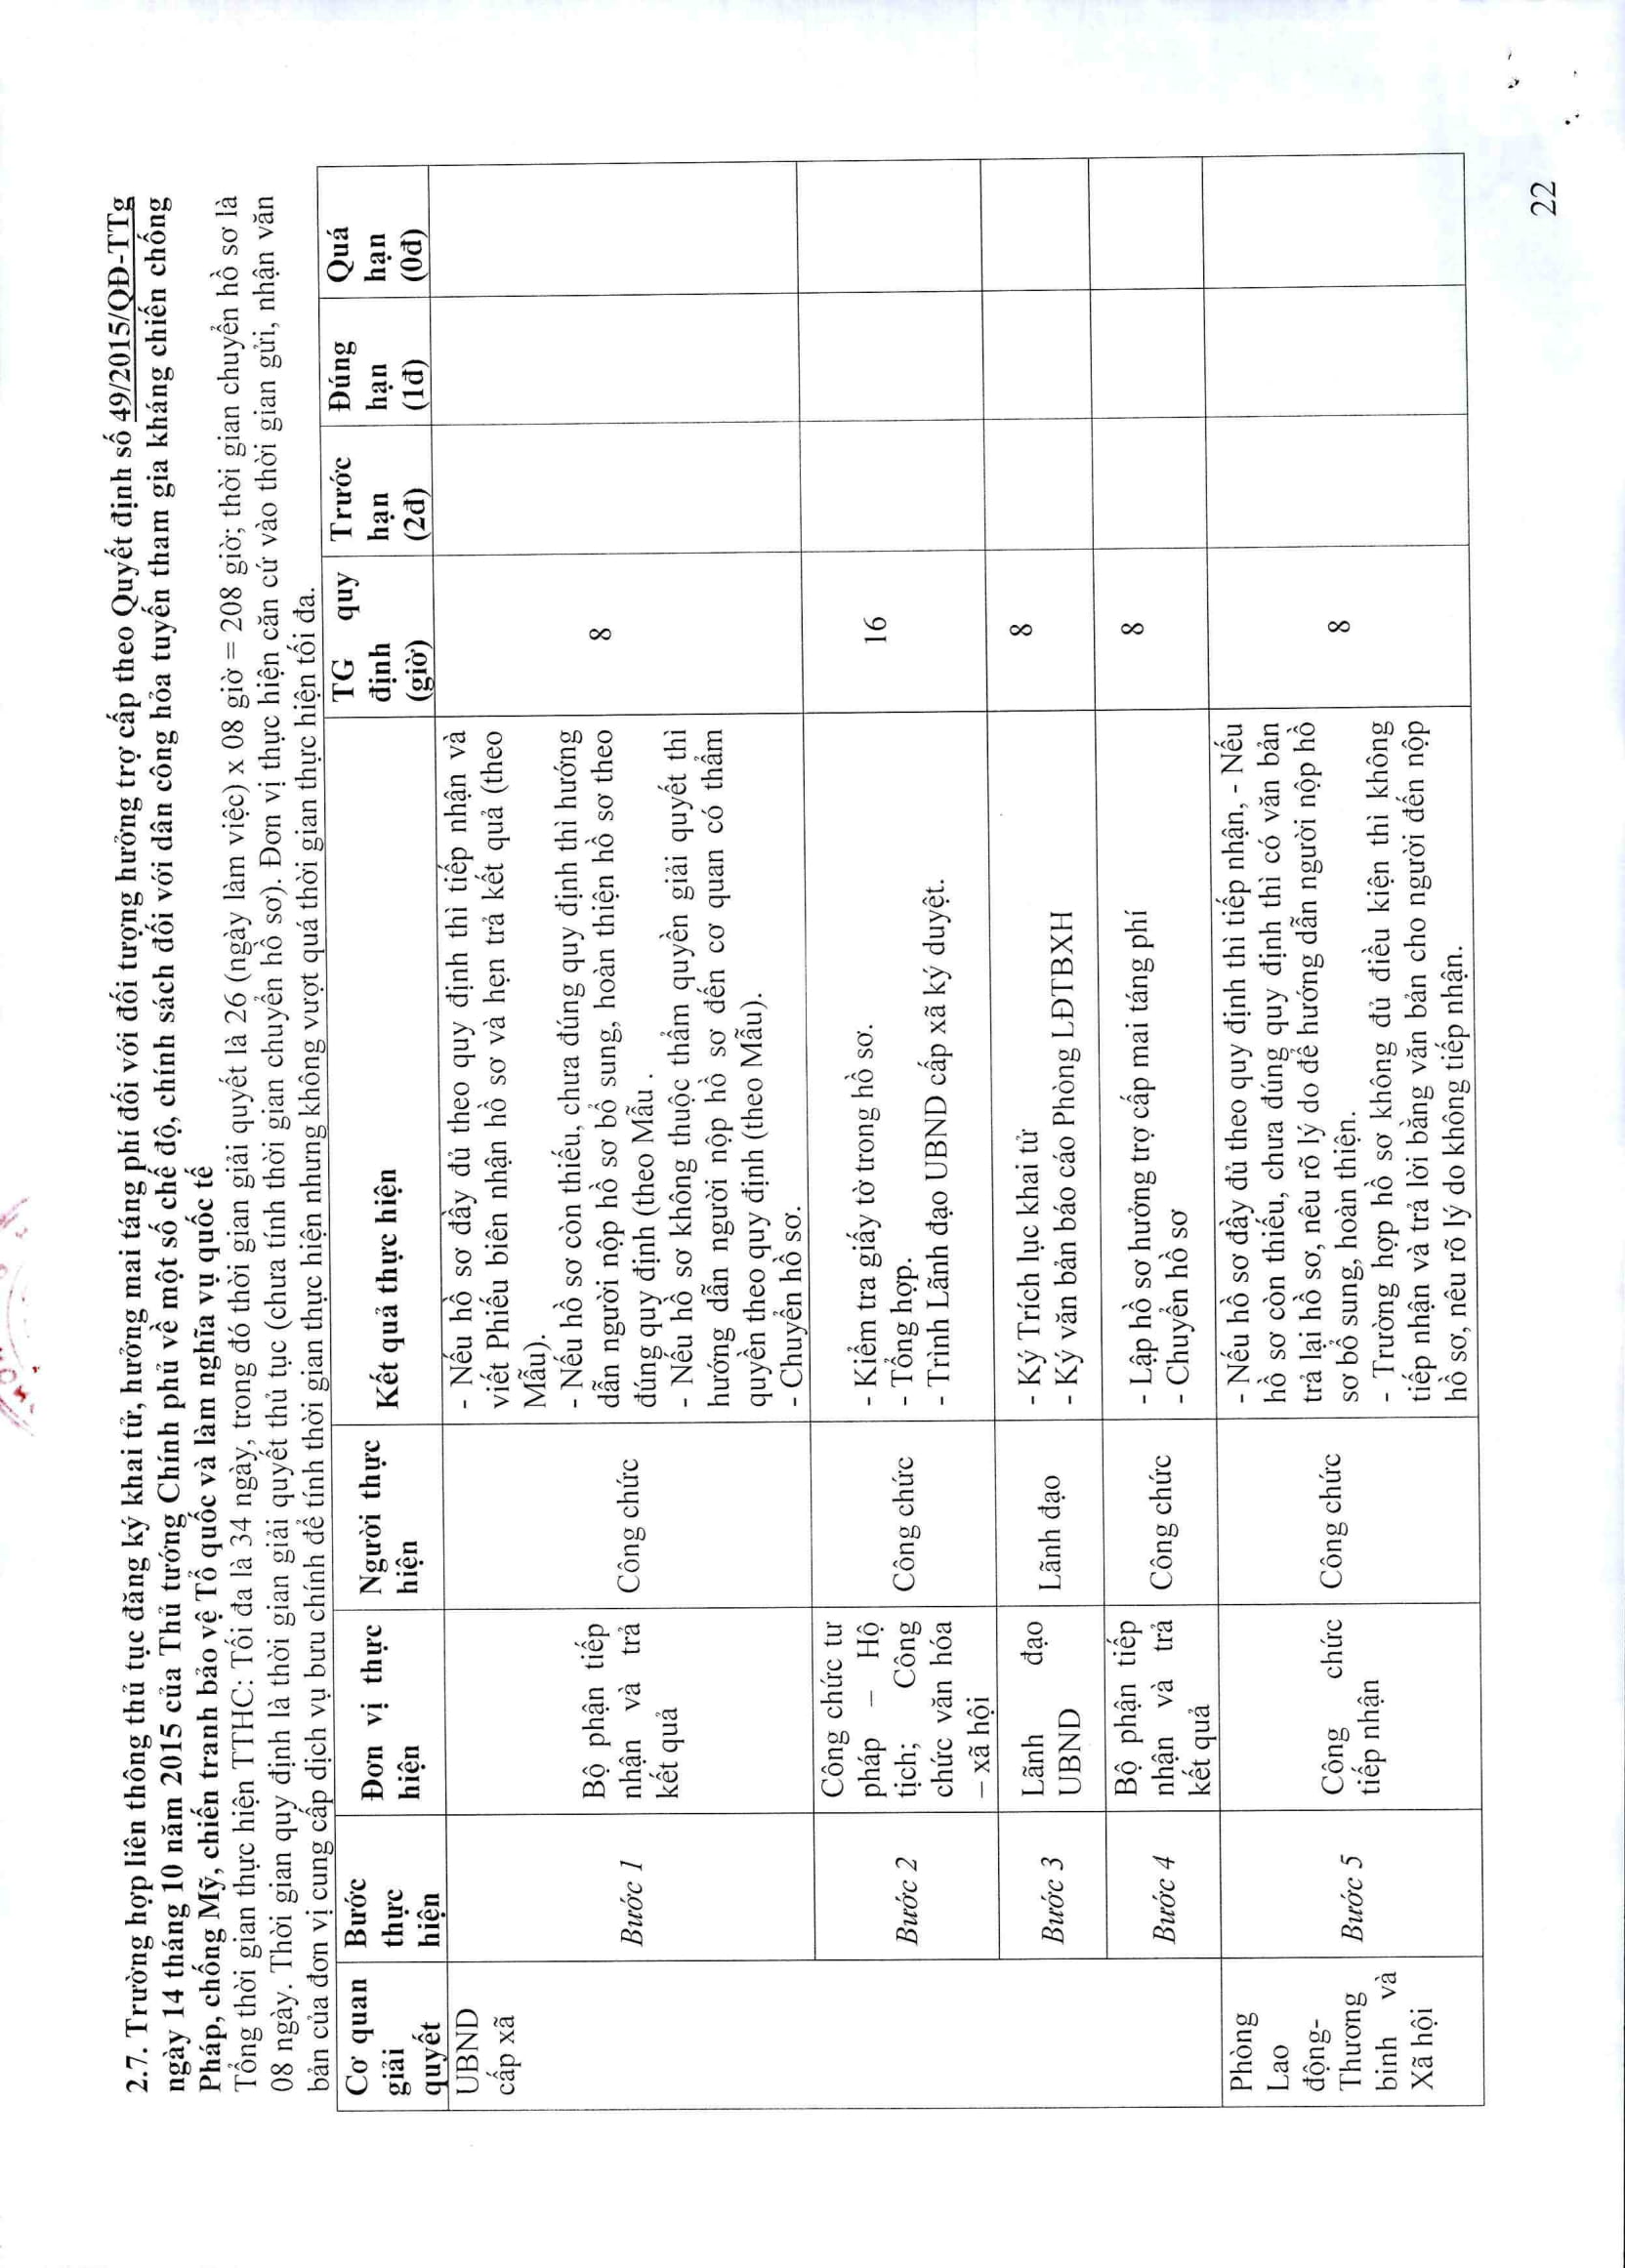 2.7. Trường hợp liên thông thủ tục đăng ký khai tử, hưởng mai táng phí đối với đối tượng hưởng trợ cấp theo Quyết định số 49/2015/QĐ-TTg
ngày 14 tháng 10 năm 2015 của Thủ tướng Chính phủ về một số chế độ, chính sách đối với dân công hỏa tuyến tham gia kháng chiến chống
Pháp, chống Mỹ, chiến tranh bảo vệ Tổ quốc và làm nghĩa vụ quốc tế
Tổng thời gian thực hiện TTHC: Tối đa là 34 ngày, trong đó thời gian giải quyết là 26 (ngày làm việc) x 08 giờ = 208 giờ; thời gian chuyển hồ sơ là
08 ngày. Thời gian quy định là thời gian giải quyết thủ tục (chưa tính thời gian chuyển hồ sơ). Đơn vị thực hiện căn cứ vào thời gian gửi, nhận văn
bản của đơn vị cung cấp dịch vụ bưu chính để tính thời gian thực hiện nhưng không vượt quá thời gian thực hiện tối đa.
Cơ quan
giải
quyết
Bước
thực
hiện
Đơn vị thực
hiện
Người thực
hiện
Kết quả thực hiện
TG quy
định
(giờ)
Trước
hạn
(2đ)
Đúng
hạn
(1đ)
Quá
hạn
(0đ)
UBND
cấp xã
Bước 1
Bộ phận tiếp
nhận và trả
kết quả
Công chức
- Nếu hồ sơ đầy đủ theo quy định thì tiếp nhận và
viết Phiếu biên nhận hồ sơ và hẹn trả kết quả (theo
Mẫu).
- Nếu hồ sơ còn thiếu, chưa đúng quy định thì hướng
dẫn người nộp hồ sơ bổ sung, hoàn thiện hồ sơ theo
đúng quy định (theo Mẫu .
- Nếu hồ sơ không thuộc thẩm quyền giải quyết thì
hướng dẫn người nộp hồ sơ đến cơ quan có thẩm
quyền theo quy định (theo Mẫu).
- Chuyển hồ sơ.
8
Bước 2
Công chức tư
pháp – Hộ
tịch; Công
chức văn hóa
– xã hội
Công chức
- Kiểm tra giấy tờ trong hồ sơ.
- Tổng hợp.
- Trình Lãnh đạo UBND cấp xã ký duyệt.
16
Bước 3
Lãnh đạo
UBND
Lãnh đạo
- Ký Trích lục khai tử
- Ký văn bản báo cáo Phòng LĐTBXH
8
Bước 4
Bộ phận tiếp
nhận và trả
kết quả
Công chức
- Lập hồ sơ hưởng trợ cấp mai táng phí
- Chuyển hồ sơ
8
Phòng
Lao
động-
Thương
binh và
Xã hội
Bước 5
Công chức
tiếp nhận
Công chức
- Nếu hồ sơ đầy đủ theo quy định thì tiếp nhận, - Nếu
hồ sơ còn thiếu, chưa đúng quy định thì có văn bản
trả lại hồ sơ, nêu rõ lý do để hướng dẫn người nộp hồ
sơ bổ sung, hoàn thiện.
- Trường hợp hồ sơ không đủ điều kiện thì không
tiếp nhận và trả lời bằng văn bản cho người đến nộp
hồ sơ, nêu rõ lý do không tiếp nhận.
8
22